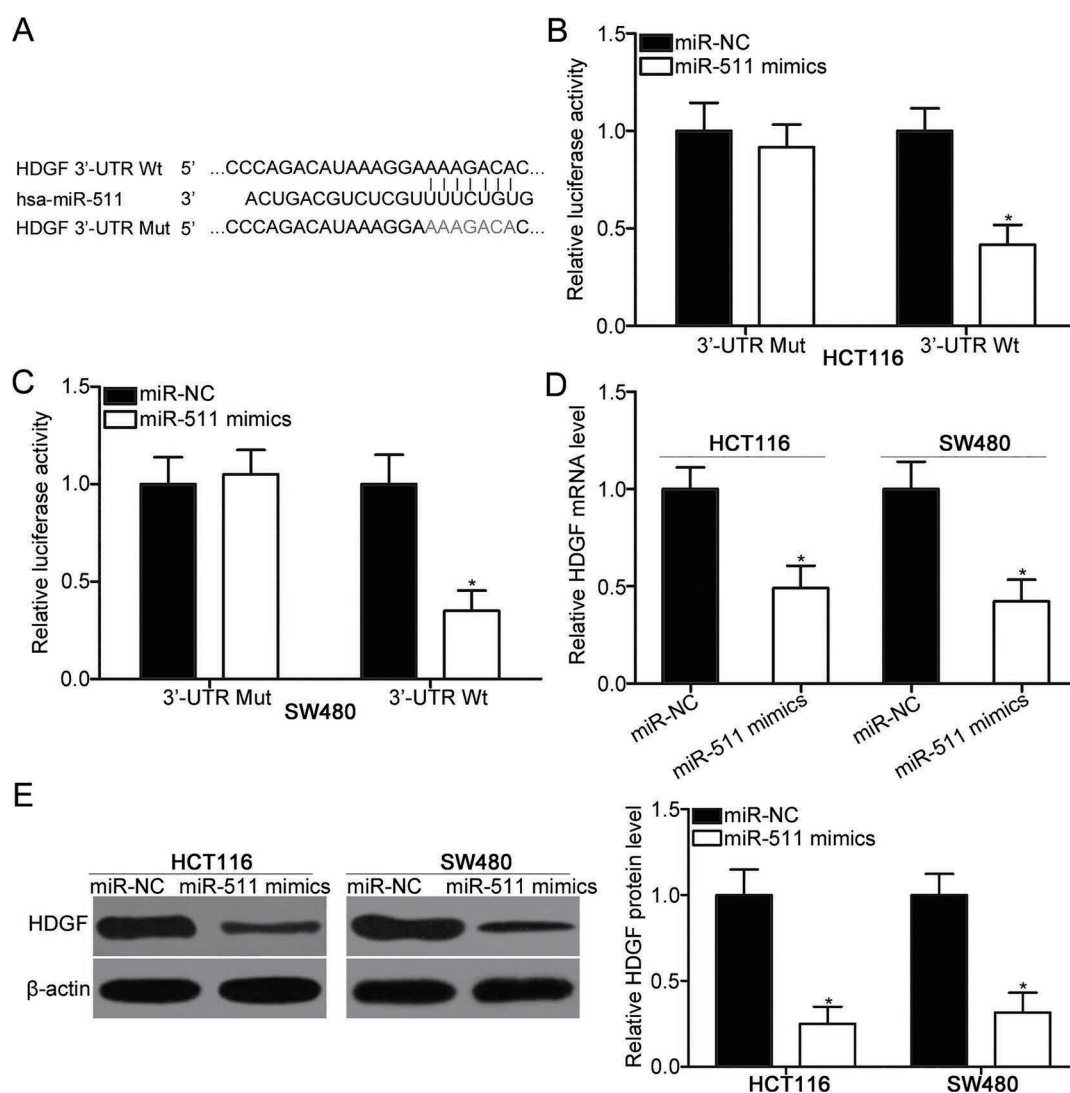 A
HDGF 3’-UTR Wt 5’ ...CCCAGACAUAAAGGAAAAGACAC...
hsa-miR-511 3’ ACUGACGUCUCGUUUUCUGUG
HDGF 3’-UTR Mut 5’ ...CCCAGACAUAAAGGAAAAGACAC...
B
miR-NC
miR-511 mimics
Relative luciferase activity
1.5
1.0
0.5
0.0
*
3’-UTR Mut 3’-UTR Wt
HCT116
C
miR-NC
miR-511 mimics
Relative luciferase activity
1.5
1.0
0.5
0.0
*
3’-UTR Mut 3’-UTR Wt
SW480
D
Relative HDGF mRNA level
1.5
1.0
0.5
0.0
HCT116 SW480
* *
miR-NC
miR-511 mimics
miR-NC
miR-511 mimics
E
HCT116 SW480
miR-NC miR-511 mimics miR-NC miR-511 mimics
HDGF
β-actin
miR-NC
miR-511 mimics
Relative HDGF protein level
1.5
1.0
0.5
0.0
* *
HCT116 SW480